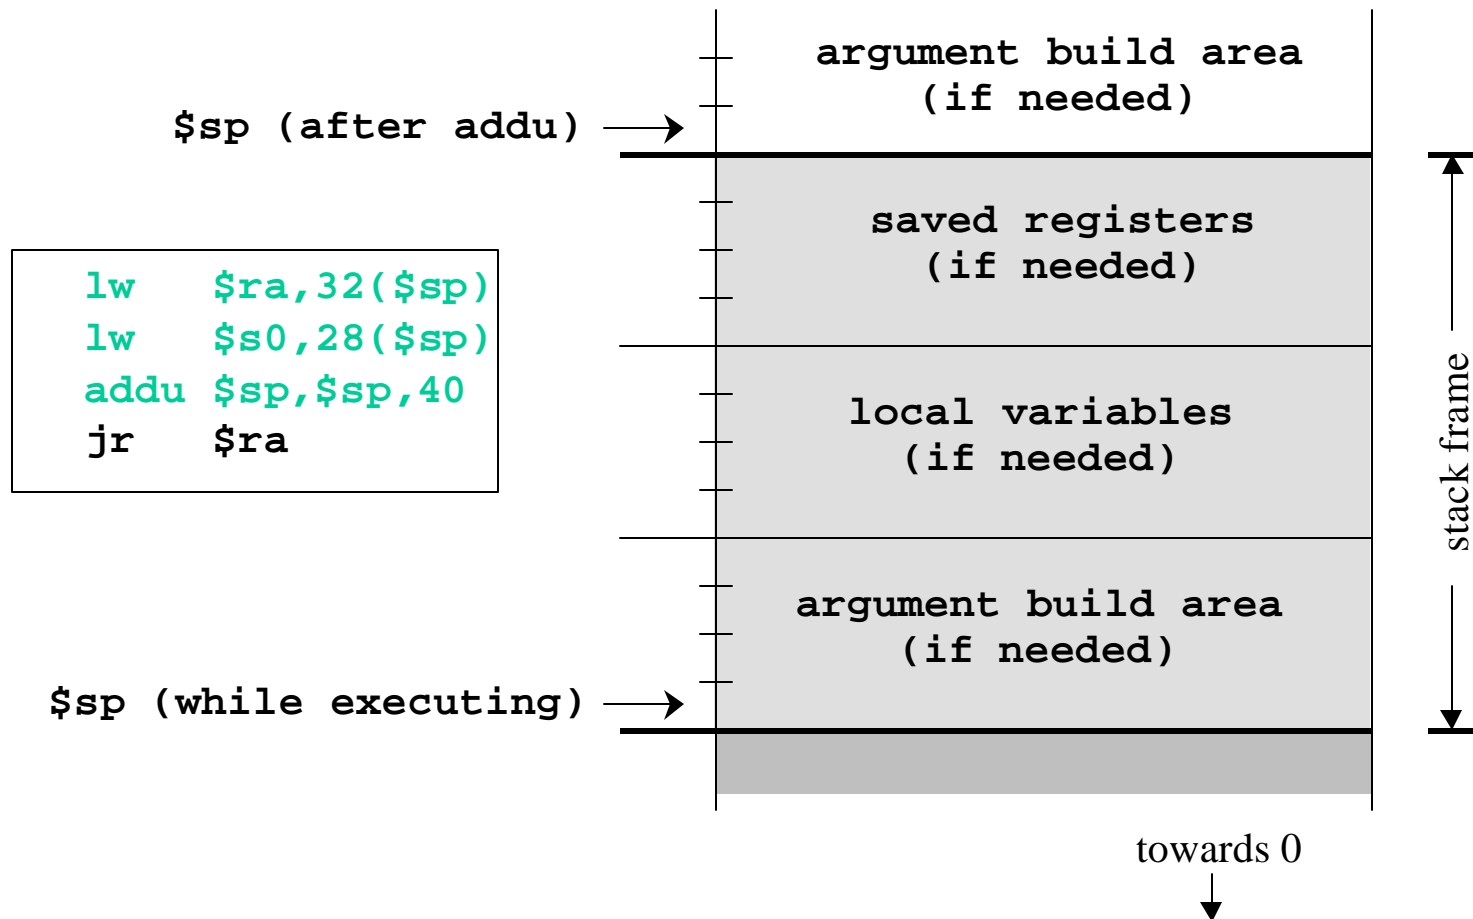 argument build area
(if needed)
$sp (after addu)
saved registers
(if needed)
lw $ra,32($sp)
lw $s0,28($sp)
addu $sp,$sp,40
jr $ra
local variables
(if needed)
stack frame
argument build area
(if needed)
$sp (while executing)
towards 0